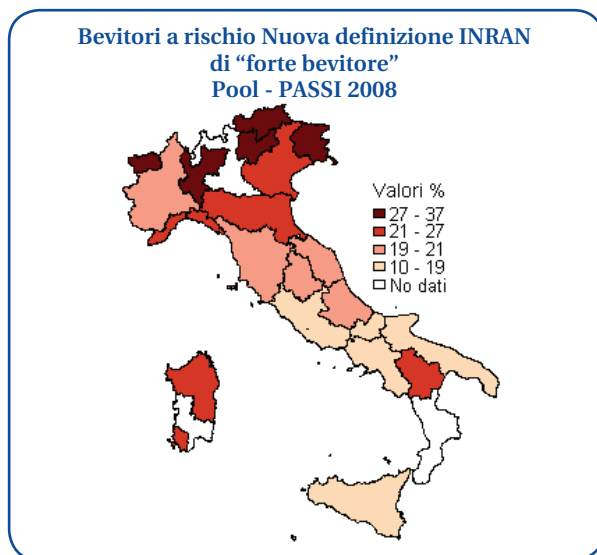 Bevitori a rischio Nuova definizione INRAN
di “forte bevitore”
Pool - PASSI 2008
Valori %
27 - 37
21 - 27
19 - 21
10 - 19
No dati